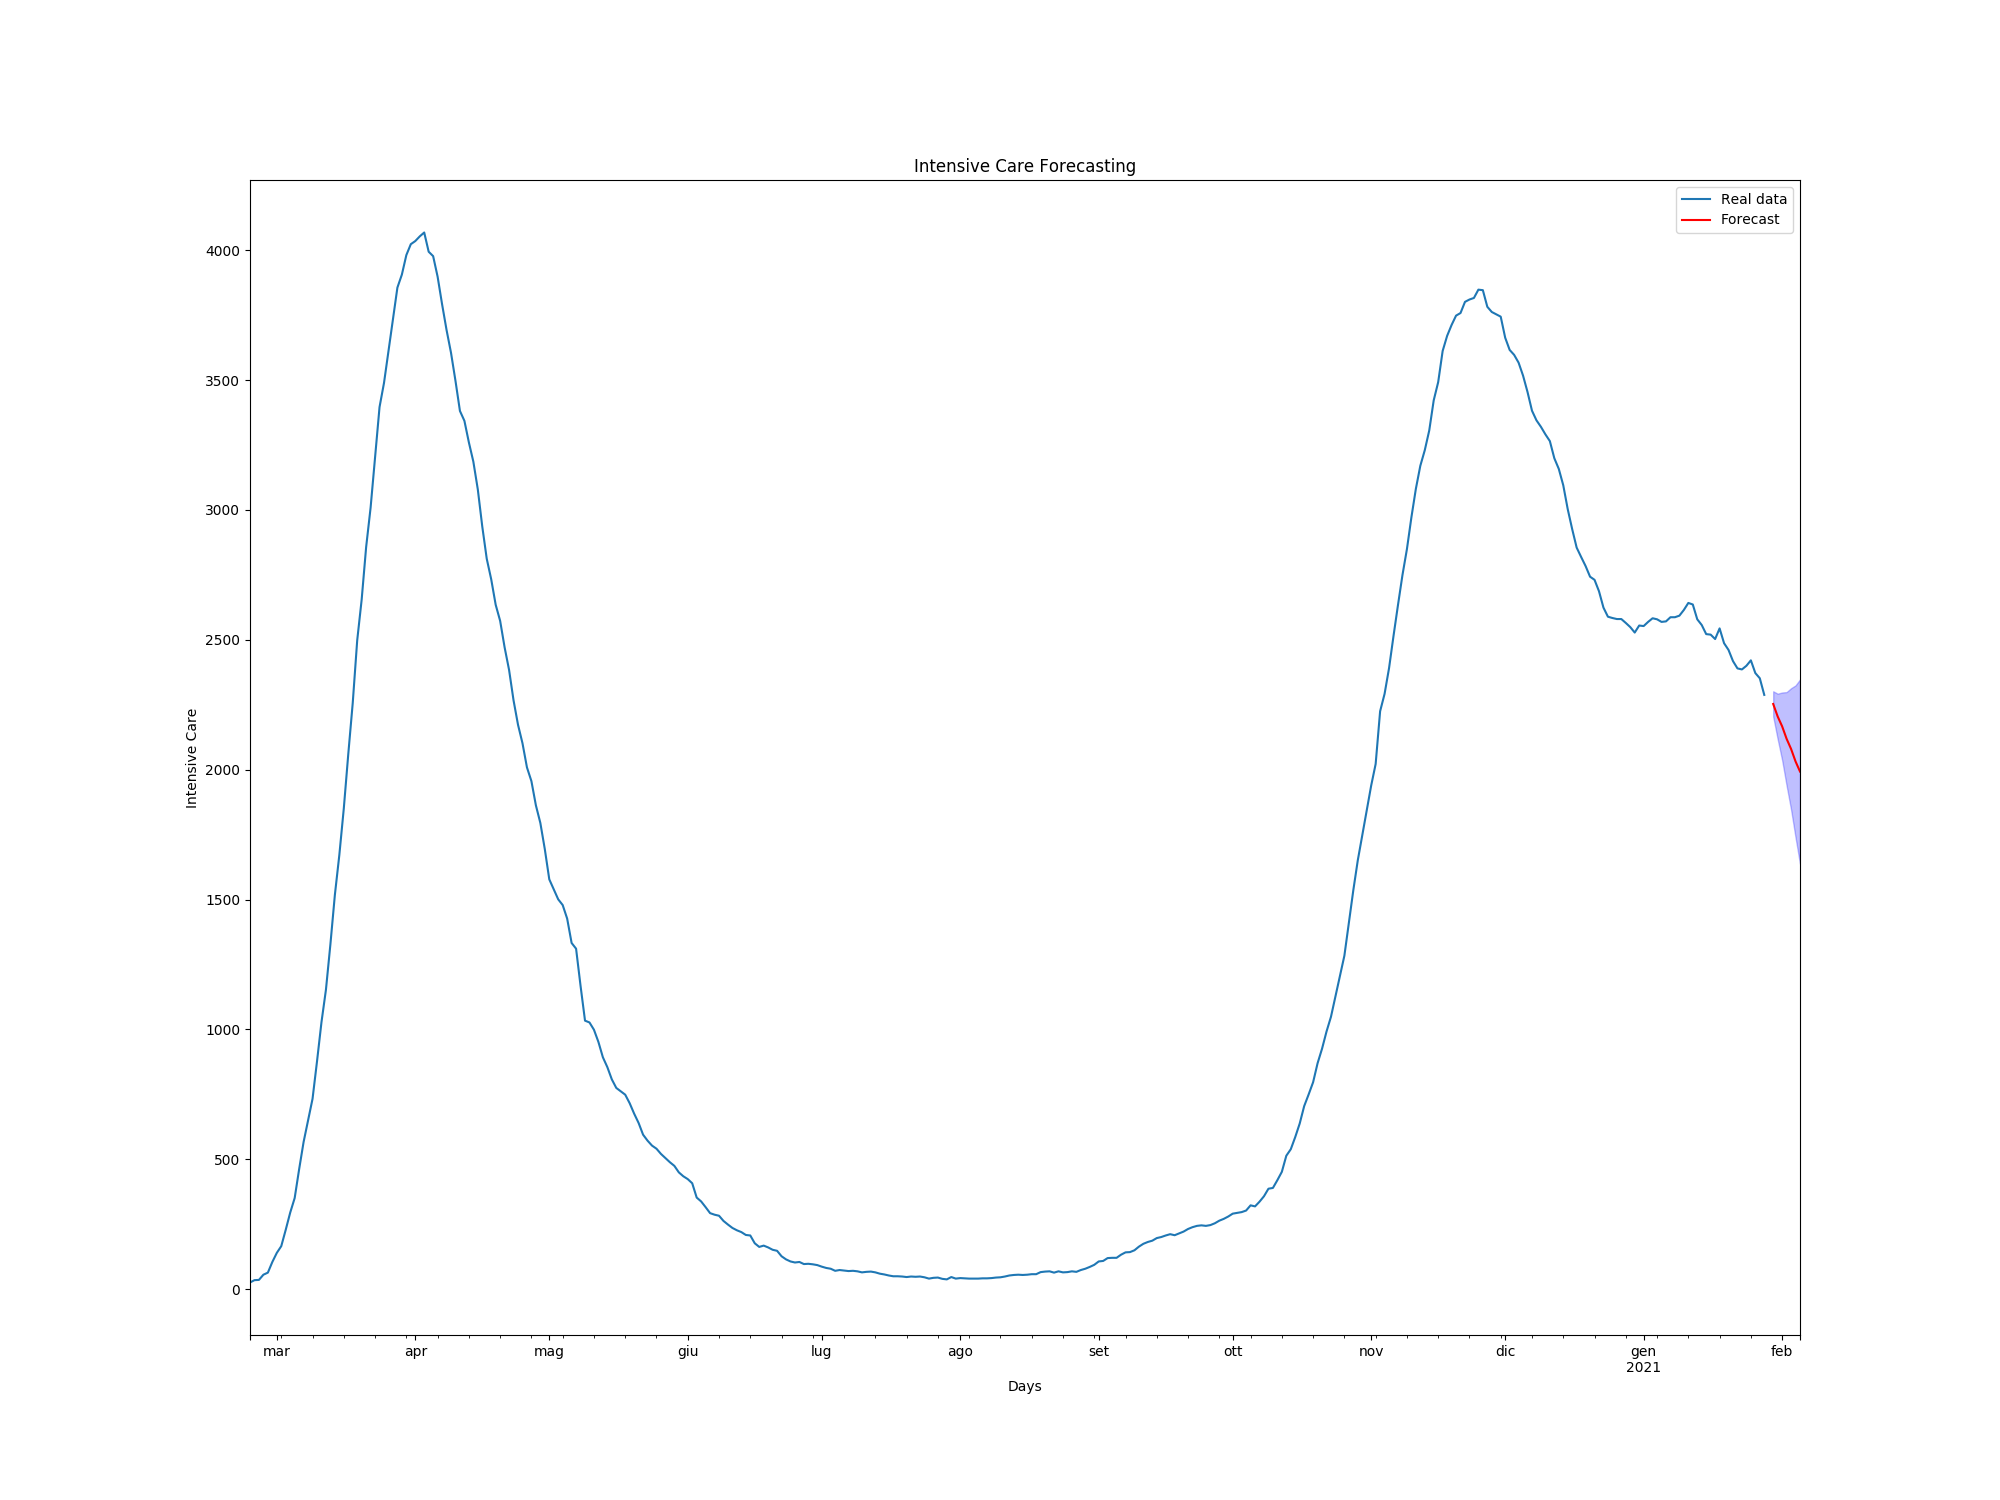 Intensive Care Forecasting
Real data
Forecast
4000
3500
3000
2500
2000
1500
1000
500
0
Intensive Care
mar apr mag giu lug ago set ott nov dic gen feb
2021
Days